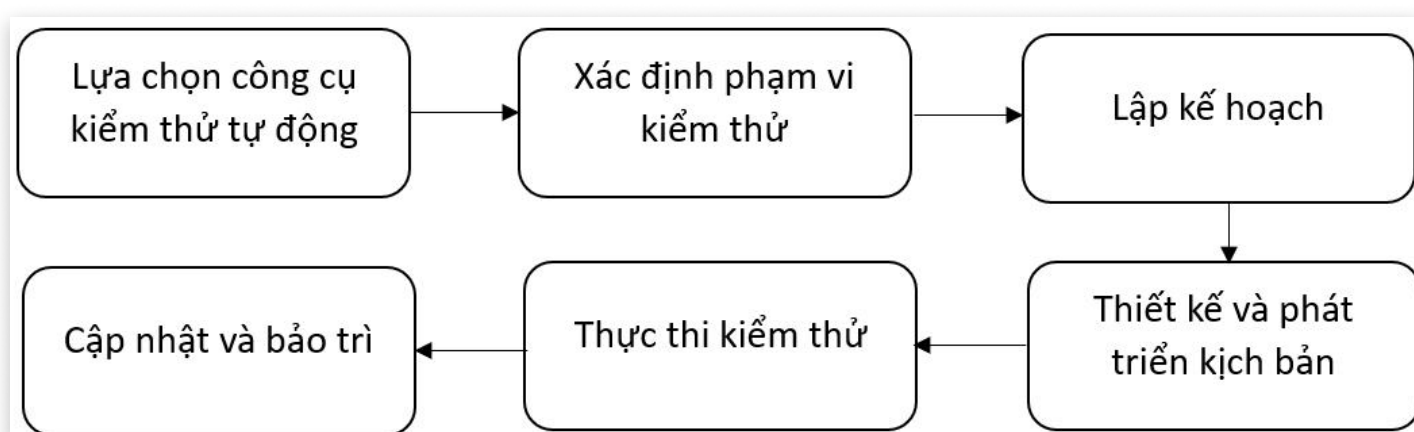 Lựa chọn công cụ
kiểm thử tự động
Xác định phạm vi
kiểm thử
Lập kế hoạch
Thiết kế và phát
triển kịch bản
Thực thi kiểm thử
Cập nhật và bảo trì